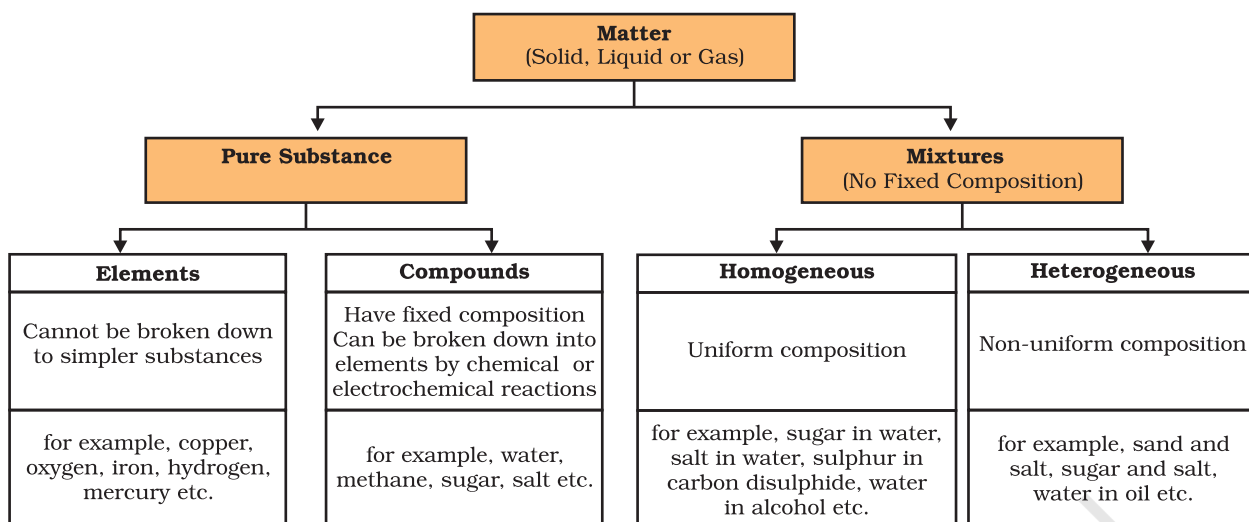 Matter
(Solid, Liquid or Gas)
Pure Substance
Mixtures
(No Fixed Composition)
Elements
Cannot be broken down
to simpler substances
for example, copper,
oxygen, iron, hydrogen,
mercury etc.
Compounds
Have fixed composition
Can be broken down into
elements by chemical or
electrochemical reactions
for example, water,
methane, sugar, salt etc.
Homogeneous
Uniform composition
for example, sugar in water,
salt in water, sulphur in
carbon disulphide, water
in alcohol etc.
Heterogeneous
Non-uniform composition
for example, sand and
salt, sugar and salt,
water in oil etc.